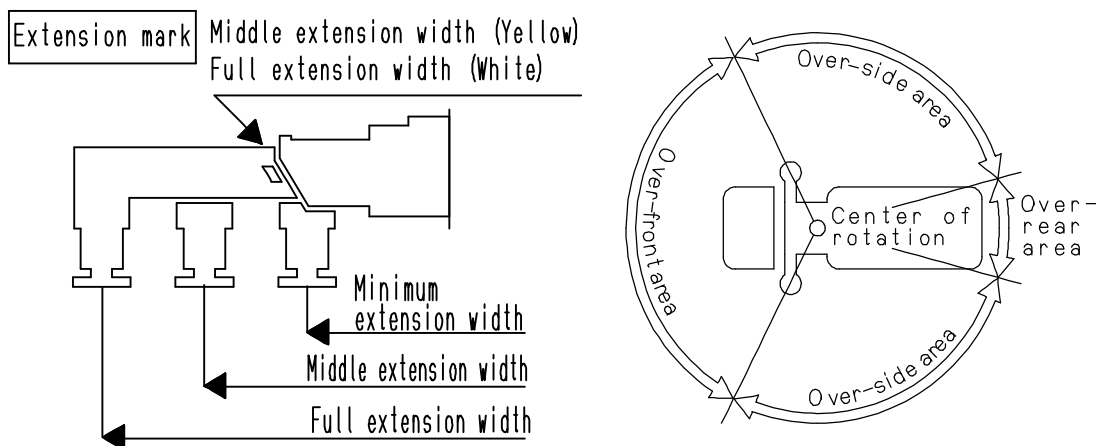 Extension mark
Middle extension width (Yellow)
Full extension width (White)
Minimum
extension width
Middle extension width
Full extension width
Over-side area
Over-front area
Center of
rotation
Over-
rear
area
Over-side area